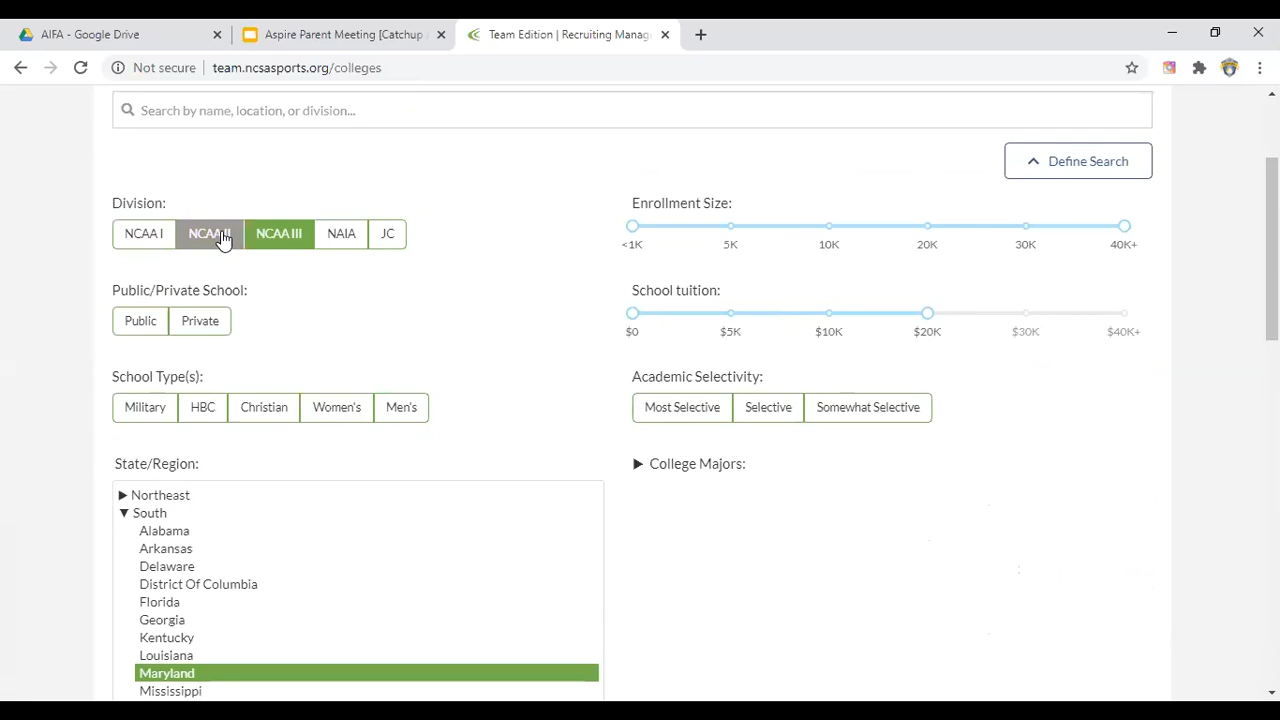 AIFA - Google Drive
Aspire Parent Meeting [Catchup
Team Edition | Recruiting Manag
Not secure
team.ncsasports.org/colleges
Search by name, location, or division...
Define Search
Division:
NCAA I NCAA II NCAA III NAIA JC
Enrollment Size:
<1K 5K 10K 20K 30K 40K+
Public/Private School:
Public Private
School tuition:
$0 $5K $10K $20K $30K $40K+
School Type(s):
Military HBC Christian Women's Men's
Academic Selectivity:
Most Selective Selective Somewhat Selective
State/Region:
Northeast
South
Alabama
Arkansas
Delaware
District Of Columbia
Florida
Georgia
Kentucky
Louisiana
Maryland
Mississippi
College Majors: